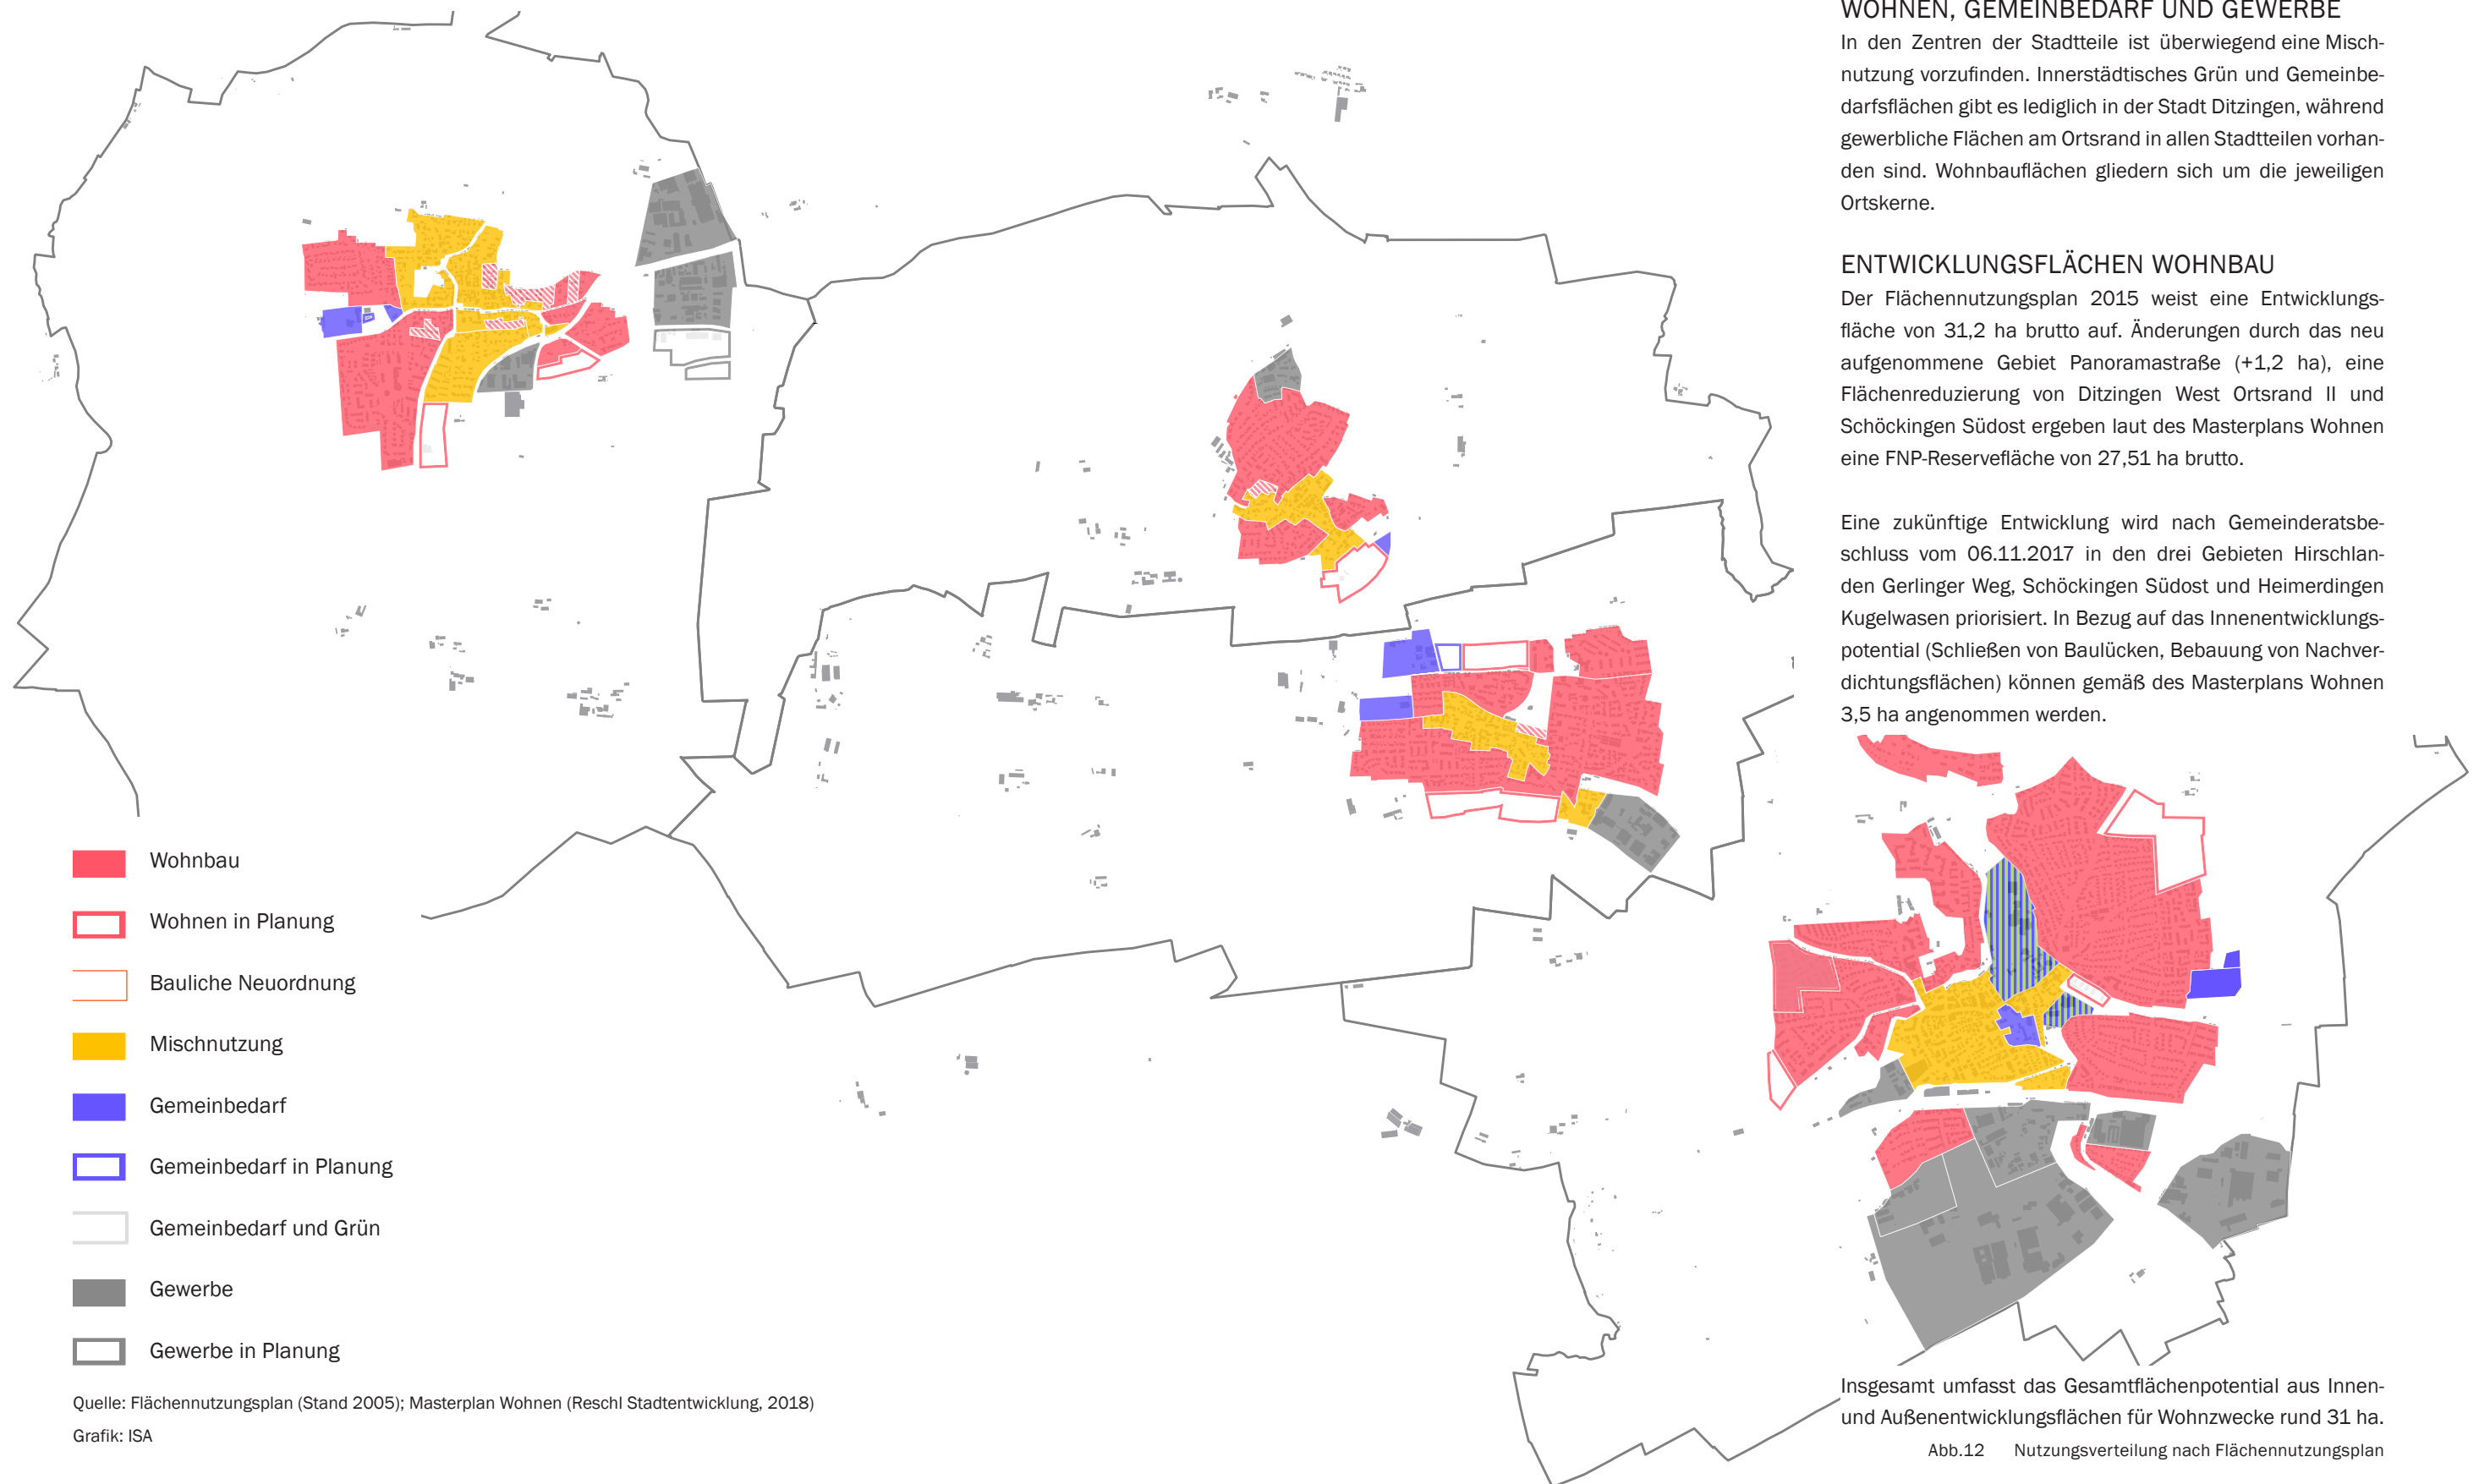 WOHNEN, GEMEINBEDARF UND GEWERBE
In den Zentren der Stadtteile ist überwiegend eine Misch-
nutzung vorzufinden. Innerstädtisches Grün und Gemeinbe-
darfsflächen gibt es lediglich in der Stadt Ditzingen, während
gewerbliche Flächen am Ortsrand in allen Stadtteilen vorhan-
den sind. Wohnbauflächen gliedern sich um die jeweiligen
Ortskerne.
ENTWICKLUNGSFLÄCHEN WOHNBAU
Der Flächennutzungsplan 2015 weist eine Entwicklungs-
fläche von 31,2 ha brutto auf. Änderungen durch das neu
aufgenommene Gebiet Panoramastraße (+1,2 ha), eine
Flächenreduzierung von Ditzingen West Ortsrand II und
Schöckingen Südost ergeben laut des Masterplans Wohnen
eine FNP-Reservefläche von 27,51 ha brutto.
Eine zukünftige Entwicklung wird nach Gemeinderatsbe-
schluss vom 06.11.2017 in den drei Gebieten Hirschlan-
den Gerlinger Weg, Schöckingen Südost und Heimerdingen
Kugelwasen priorisiert. In Bezug auf das Innenentwicklungs-
potential (Schließen von Baulücken, Bebauung von Nachver-
dichtungsflächen) können gemäß des Masterplans Wohnen
3,5 ha angenommen werden.
Wohnbau
Wohnen in Planung
Bauliche Neuordnung
Mischnutzung
Gemeinbedarf
Gemeinbedarf in Planung
Gemeinbedarf und Grün
Gewerbe
Gewerbe in Planung
Quelle: Flächennutzungsplan (Stand 2005); Masterplan Wohnen (Reschl Stadtentwicklung, 2018)
Grafik: ISA
Insgesamt umfasst das Gesamtflächenpotential aus Innen-
und Außenentwicklungsflächen für Wohnzwecke rund 31 ha.
Abb.12 Nutzungsverteilung nach Flächennutzungsplan